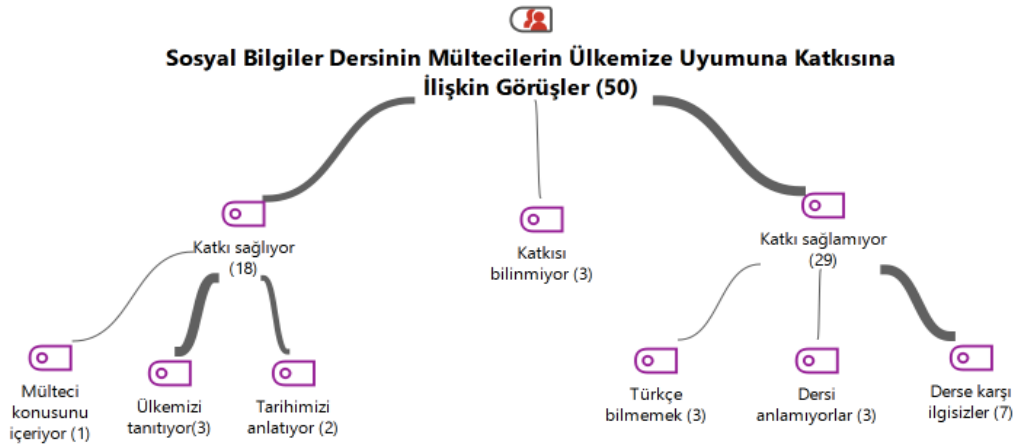 Sosyal Bilgiler Dersinin Mültecilerin Ülkemize Uyumuna Katkısına
İlişkin Görüşler (50)
Katkı sağlıyor
(18)
Katkısı
bilinmiyor (3)
Katkı sağlamıyor
(29)
Mülteci
konusunu
içeriyor (1)
Ülkemizi
tanıtıyor(3)
Tarihimizi
anlatıyor (2)
Türkçe
bilmemek (3)
Dersi
anlamıyorlar (3)
Derse karşı
ilgisizler (7)